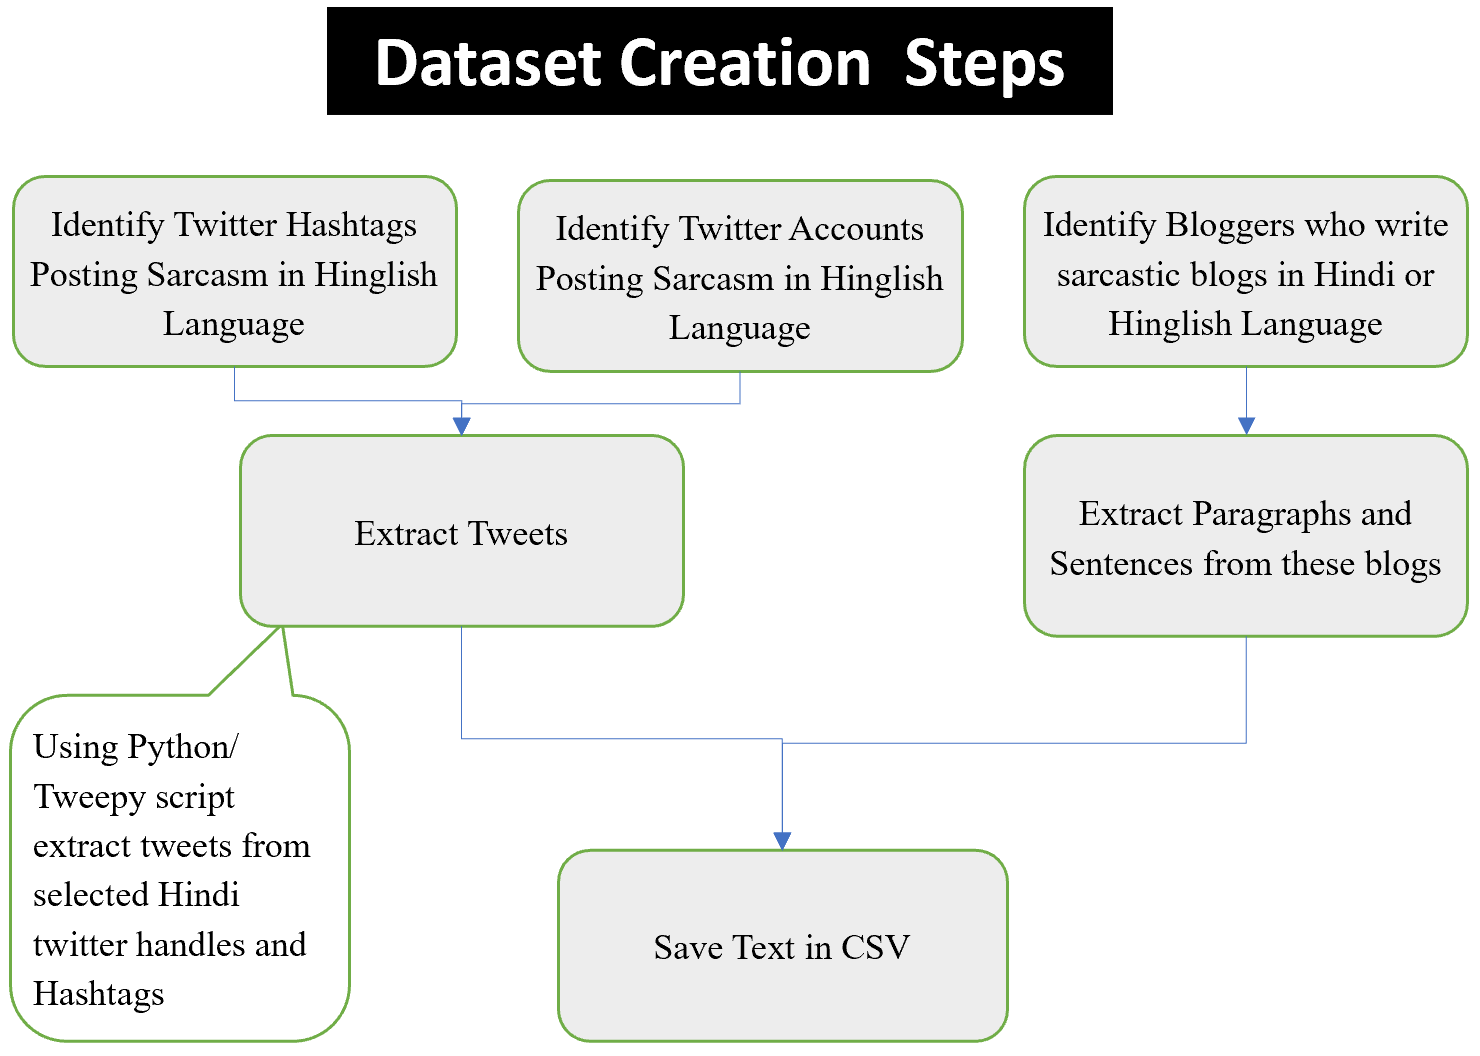 Dataset Creation  Steps
Identify Twitter Hashtags
Posting Sarcasm in Hinglish
Language
Identify Twitter Accounts
Posting Sarcasm in Hinglish
Language
Identify Bloggers who write
sarcastic blogs in Hindi or
Hinglish Language
Extract Tweets
Extract Paragraphs and
Sentences from these blogs
Using Python/
Tweepy script
extract tweets from
selected Hindi
twitter handles and
Hashtags
Save Text in CSV